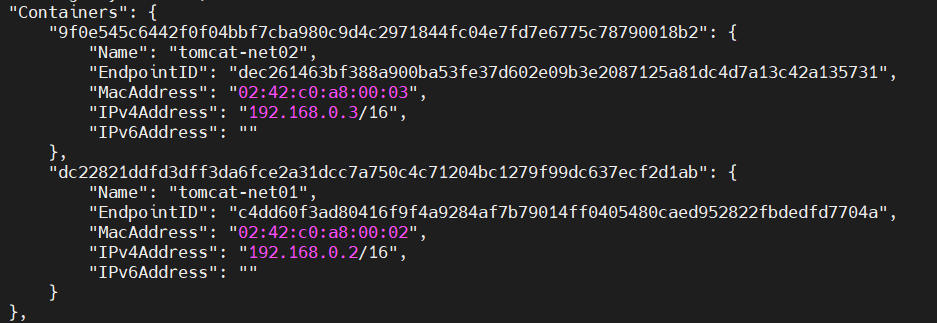 "Containers": {
"9f0e545c6442f0f04bbf7cba980c9d4c2971844fc04e7fd7e6775c78790018b2": {
"Name": "tomcat-net02",
"EndpointID": "dec261463bf388a900ba53fe37d602e09b3e2087125a81dc4d7a13c42a135731",
"MacAddress": "02:42:c0:a8:00:03",
"IPv4Address": "192.168.0.3/16",
"IPv6Address": ""
},
"dc22821ddfd3dff3da6fce2a31dcc7a750c4c71204bc1279f99dc637ecf2d1ab": {
"Name": "tomcat-net01",
"EndpointID": "c4dd60f3ad80416f9f4a9284af7b79014ff0405480caed952822fbdedfd7704a",
"MacAddress": "02:42:c0:a8:00:02",
"IPv4Address": "192.168.0.2/16",
"IPv6Address": ""
}
},